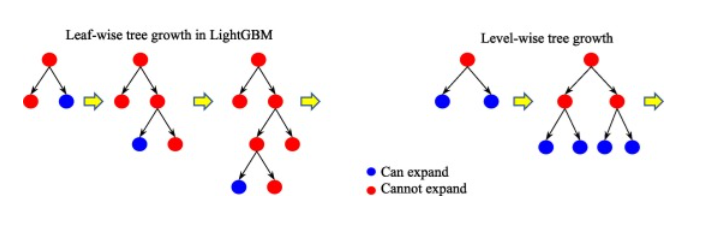 Leaf-wise tree growth in LightGBM
Level-wise tree growth
Can expand
Cannot expand